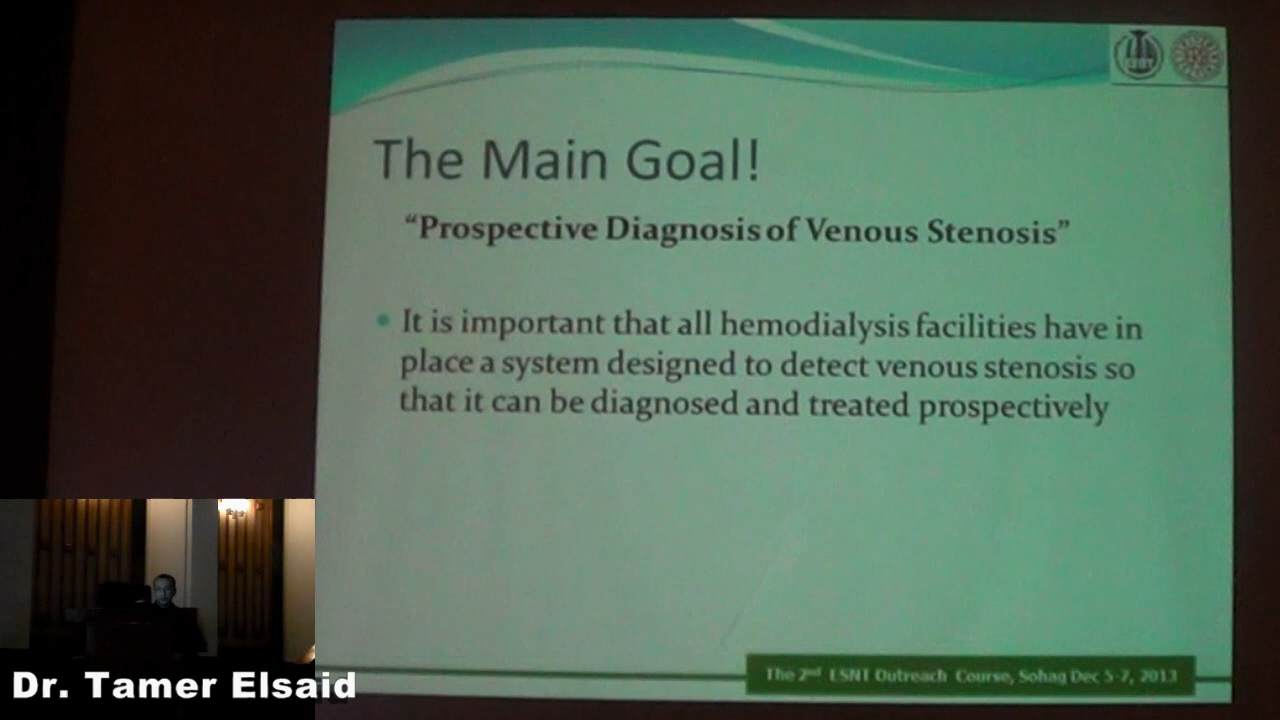 The Main Goal!
“Prospective Diagnosis of Venous Stenosis”
It is important that all hemodialysis facilities have in
place a system designed to detect venous stenosis so
that it can be diagnosed and treated prospectively
The 2nd ESNT Outreach Course, Sohag Dec 5-7, 2013
Dr. Tamer Elsaid